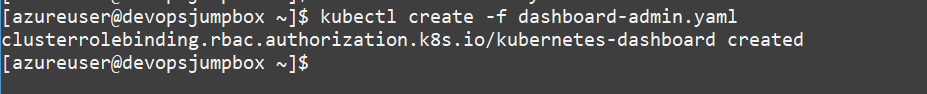 [azureuser@devopsjumpbox ~]$ kubectl create -f dashboard-admin.yaml
clusterrolebinding.rbac.authorization.k8s.io/kubernetes-dashboard created
[azureuser@devopsjumpbox ~]$